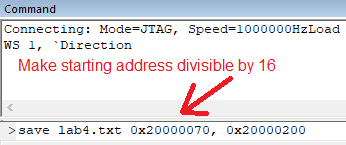 Command
Connecting: Mode=JTAG, Speed=1000000HzLoad
WS 1, `Direction
Make starting address divisible by 16
>save lab4.txt 0x20000070, 0x20000200